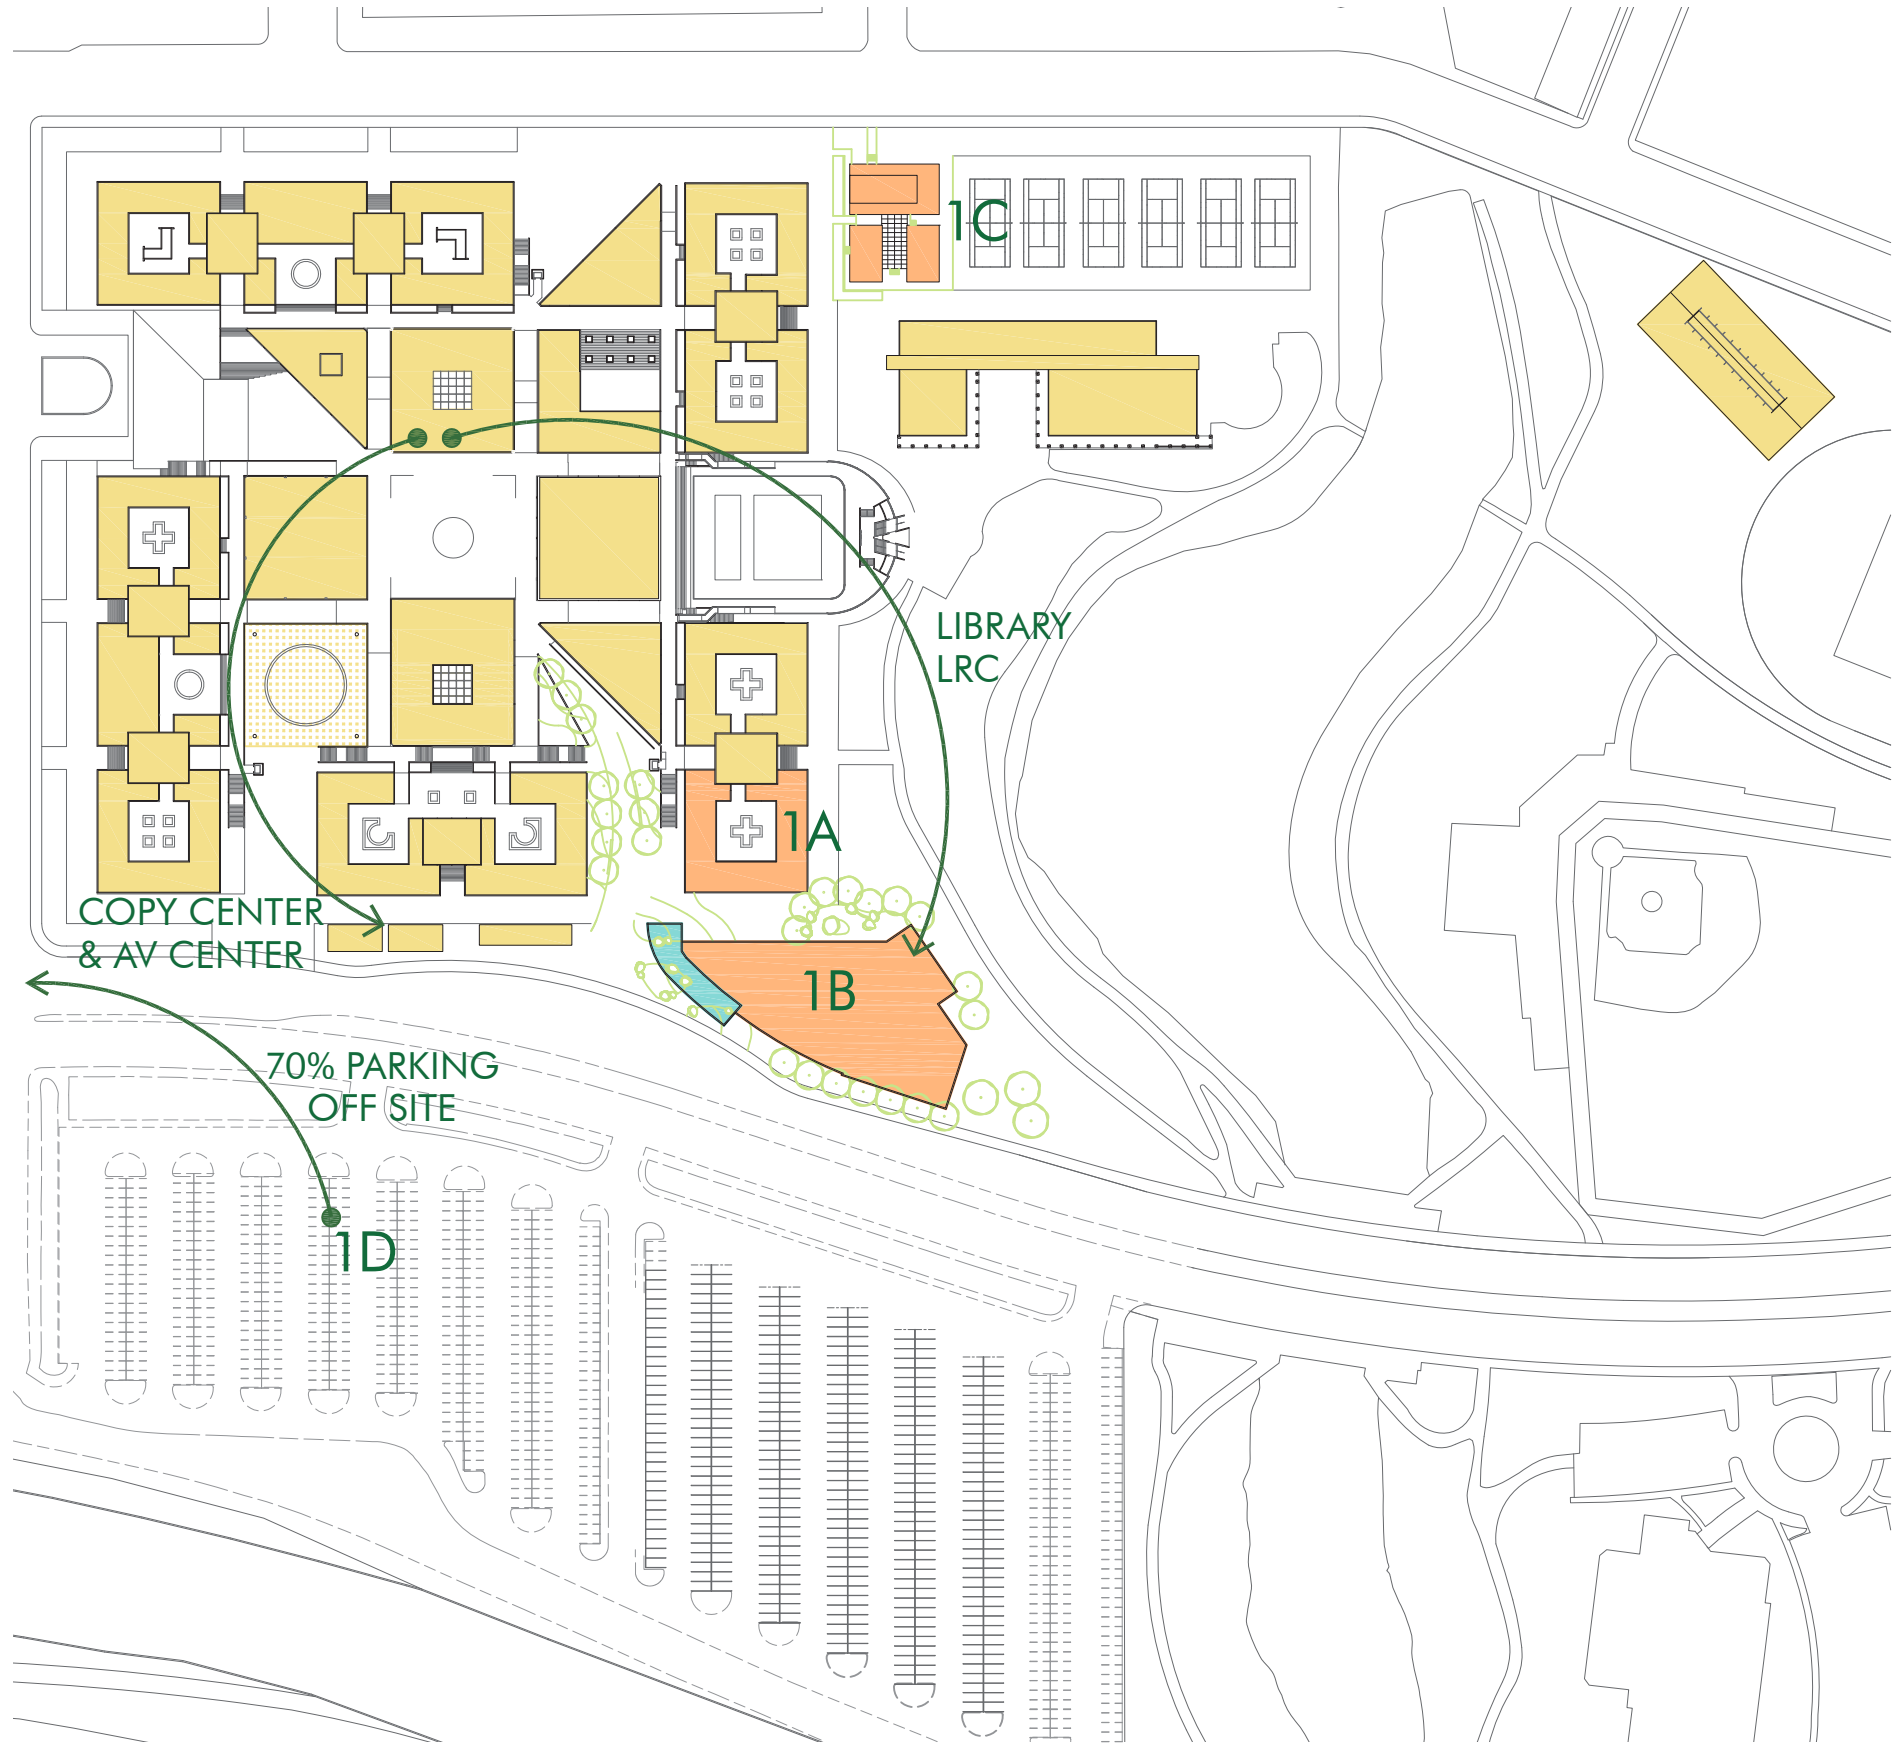 1C
LIBRARY
LRC
1A
COPY CENTER
& AV CENTER
1B
70% PARKING
OFF SITE
1D